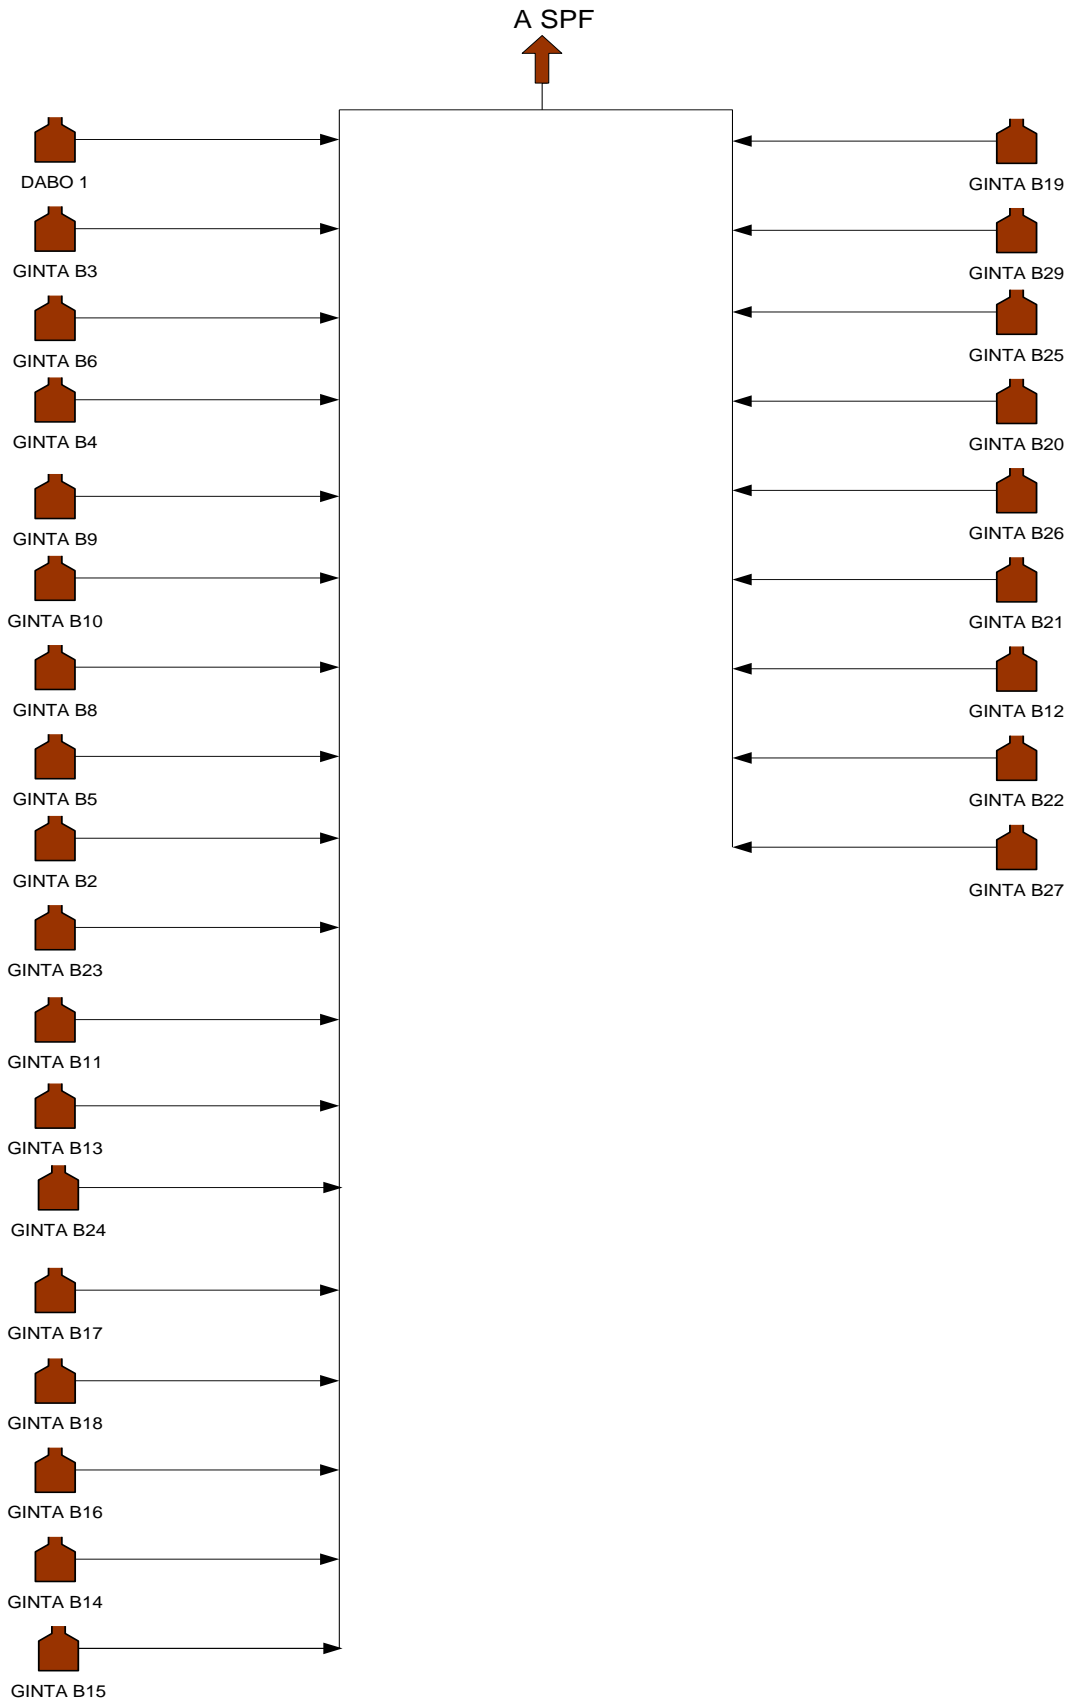 A SPF
DABO 1
GINTA B3
GINTA B6
GINTA B4
GINTA B9
GINTA B10
GINTA B8
GINTA B5
GINTA B2
GINTA B23
GINTA B11
GINTA B13
GINTA B24
GINTA B17
GINTA B18
GINTA B16
GINTA B14
GINTA B15
GINTA B19
GINTA B29
GINTA B25
GINTA B20
GINTA B26
GINTA B21
GINTA B12
GINTA B22
GINTA B27